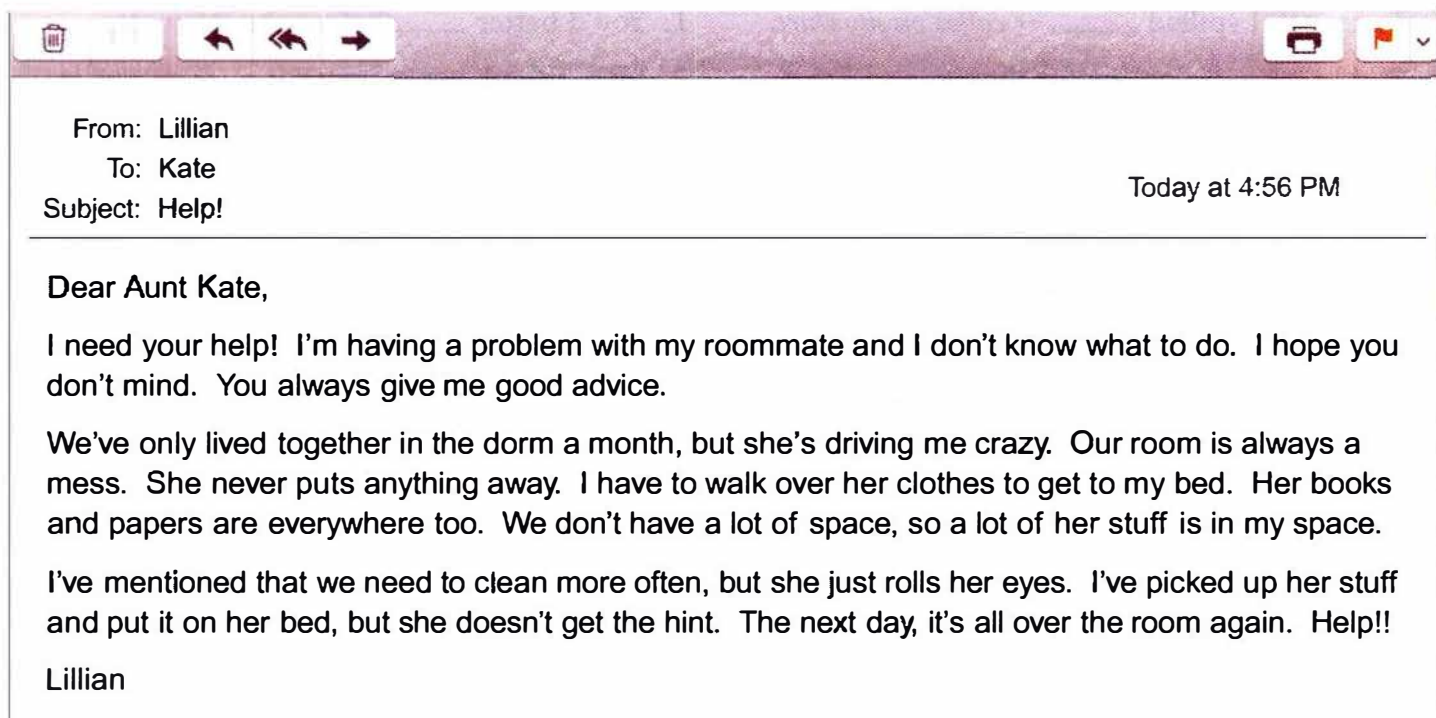 From: Lillian
To: Kate
Today at 4:56 PM
Subject: Help!
Dear Aunt Kate,
I need your help!  I'm having a problem with my roommate and I don't know what to do.  I hope you
don't mind.  You always give me good advice.
We've only lived together in the dorm a month, but she's driving me crazy.  Our room is always a
mess.  She never puts anything away.  I have to walk over her clothes to get to my bed.  Her books
and papers are everywhere too.  We don't have a lot of space, so a lot of her stuff is in my space.
I've mentioned that we need to clean more often, but she just rolls her eyes.  I've picked up her stuff
and put it on her bed, but she doesn't get the hint.  The next day, it's all over the room again.  Help!!
Lillian